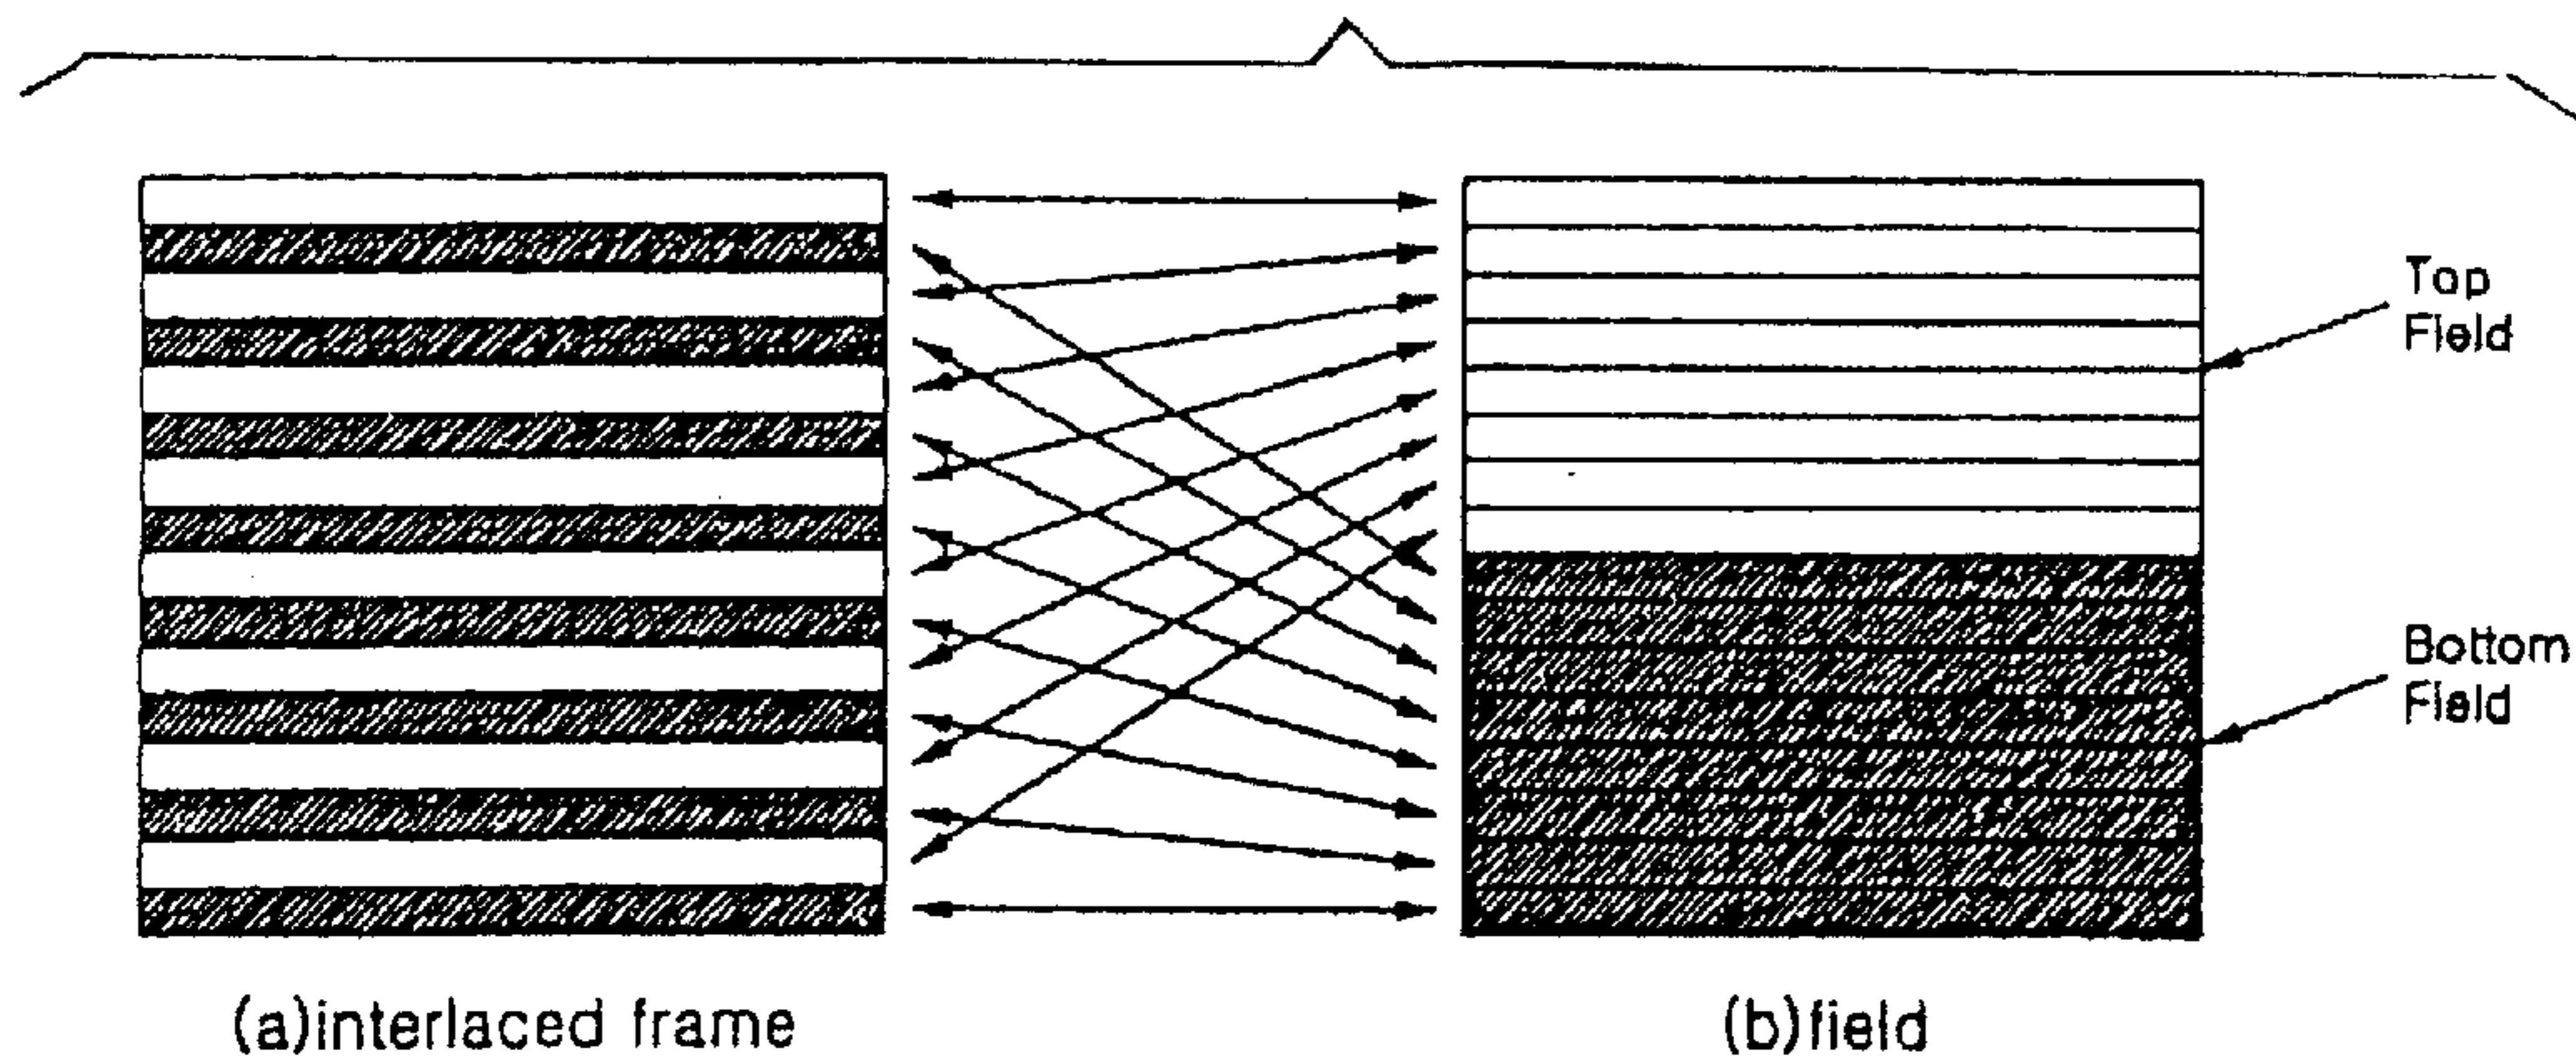 Top
Field
Bottom
Field
(a)interlaced frame
(b)field